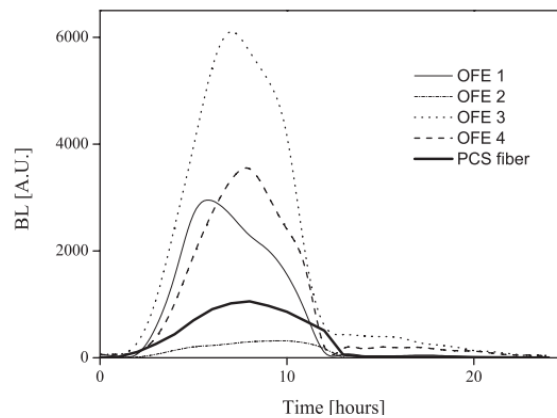 6000
4000
2000
0
BL [A.U.]
OFE 1
OFE 2
OFE 3
OFE 4
PCS fiber
0 10 20
Time [hours]